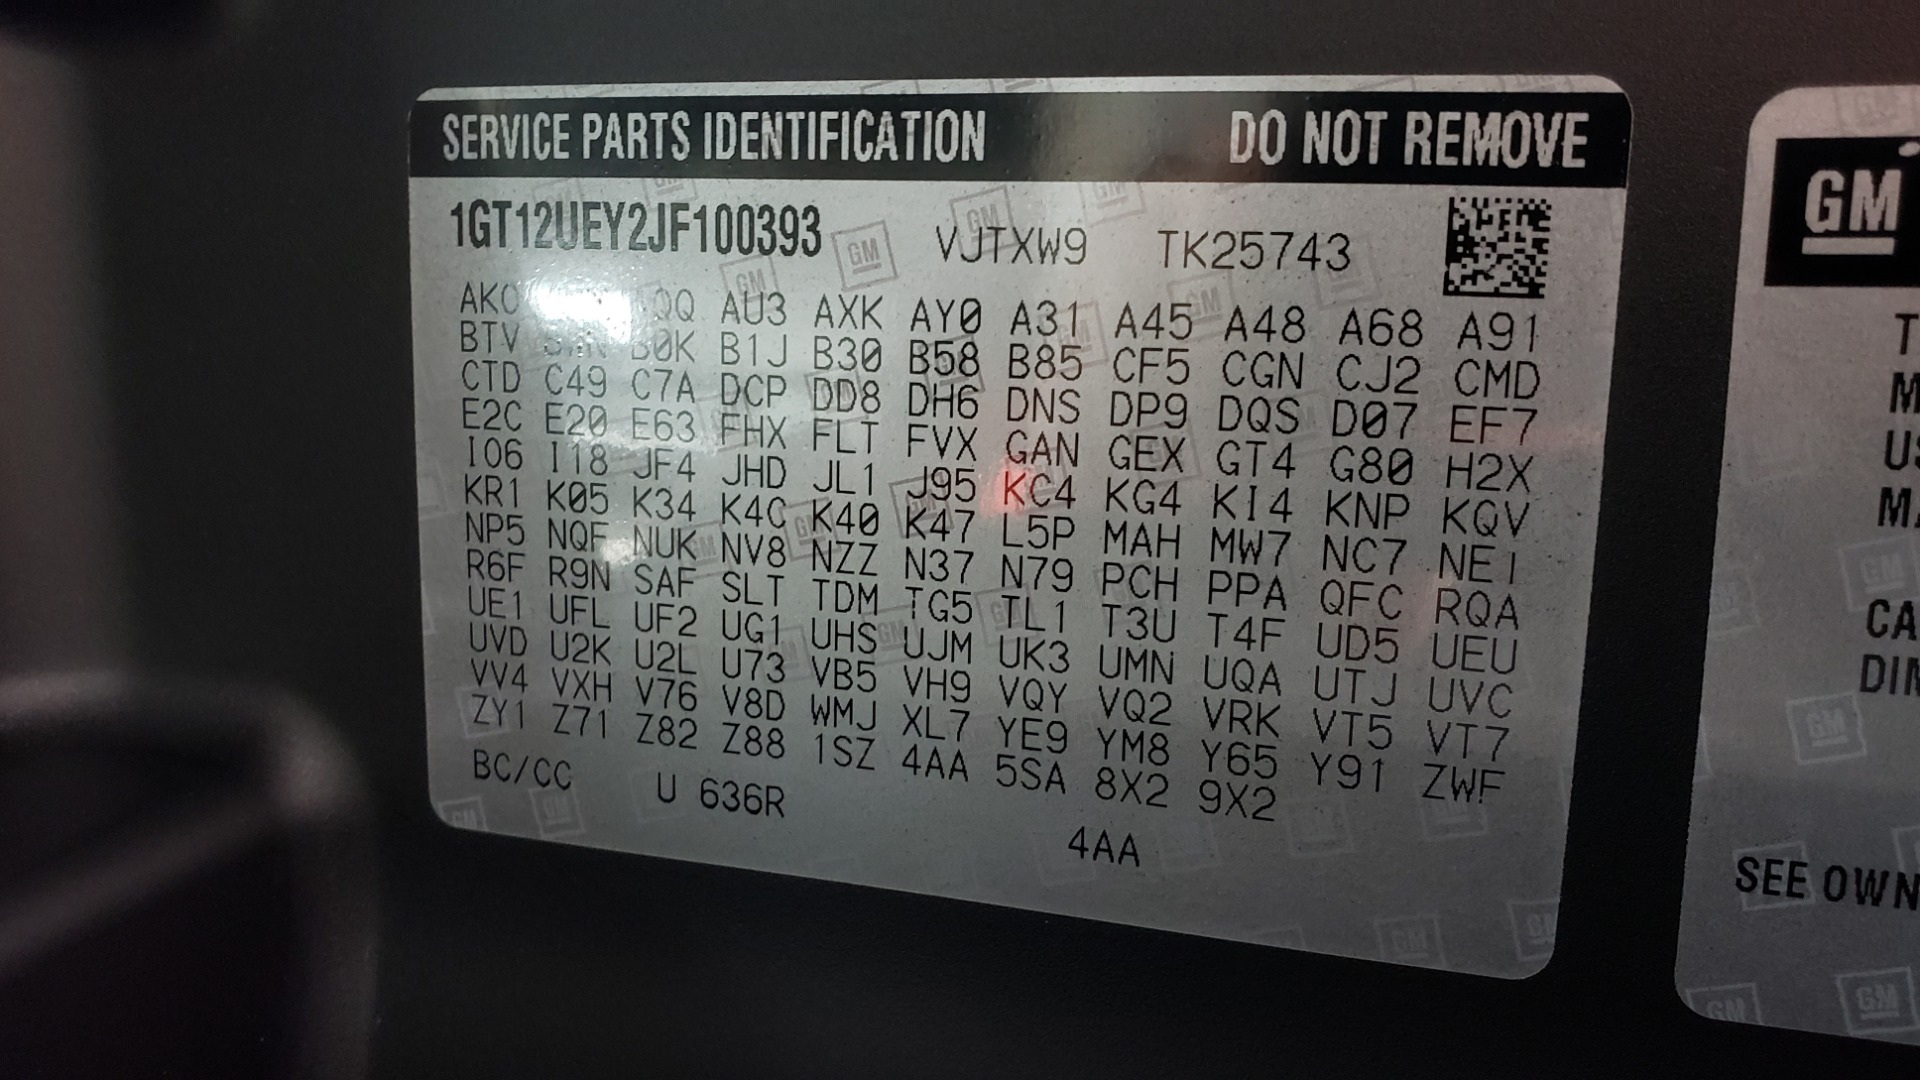 SERVICE PARTS IDENTIFICATION DO NOT REMOVE
1GT12UEY2JF100393 VJTXW9 TK25743
AKO AU3 AXK AY0 A31 A45 A48 A68 A91
BTV B0K B1J B30 B58 B85 CF5 CGN CJ2 CMD
CTD C49 C7A DCP DD8 DH6 DNS DP9 DQS D07 EF7
E2C E20 E63 FHX FLT FVX GAN GEX GT4 G80 H2X
I06 I18 JF4 JHD JL1 J95 KC4 KG4 KI4 KNP KQV
KR1 K05 K34 K4C K40 K47 L5P MAH MW7 NC7 NE1
NP5 NQF NUK NV8 NZZ N37 N79 PCH PPA QFC RQA
R6F R9N SAF SLT TDM TG5 TL1 T3U T4F UD5 UEU
UE1 UFL UF2 UG1 UHS UJM UK3 UMN UQA UTJ UVC
UVD U2K U2L U73 VB5 VH9 VQY VQ2 VRK VT5 VT7
VV4 VXH V76 V8D WMJ XL7 YE9 YM8 Y65 Y91 ZWF
ZY1 Z71 Z82 Z88 1SZ 4AA 5SA 8X2 9X2
BC/CC U 636R 4AA
GM
CA
DIN
SEE OWN